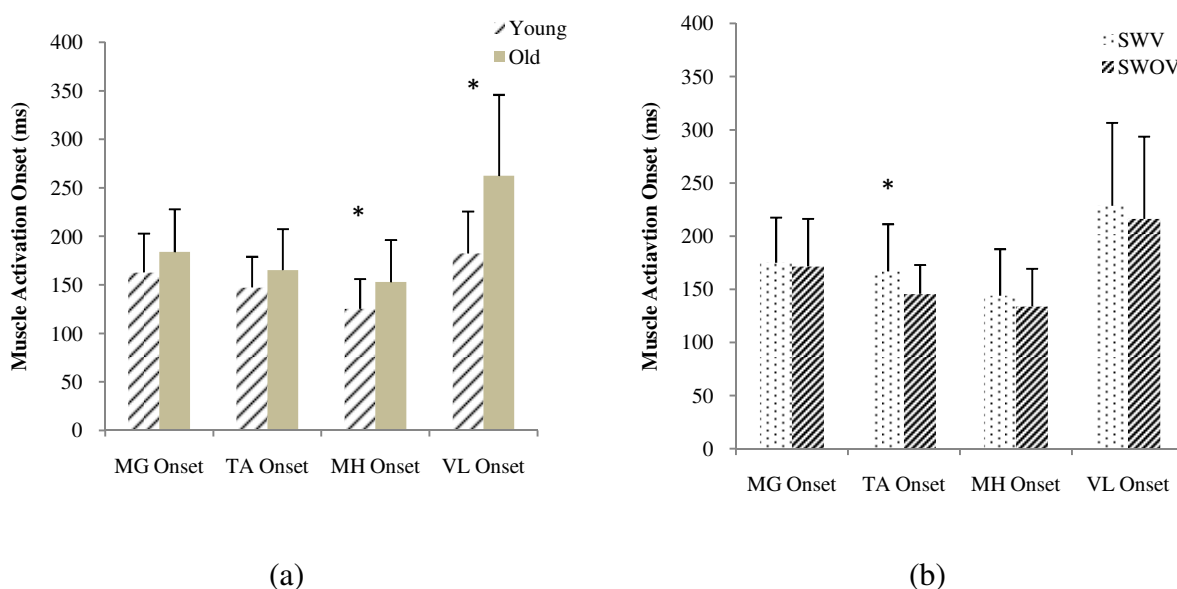 Young
Old
400
350
300
250
200
150
100
50
0
Muscle Activation Onset (ms)
*
*
MG Onset TA Onset MH Onset VL Onset
(a)
SWV
SWOV
400
350
300
250
200
150
100
50
0
Muscle Actiavtion Onset (ms)
*
MG Onset TA Onset MH Onset VL Onset
(b)